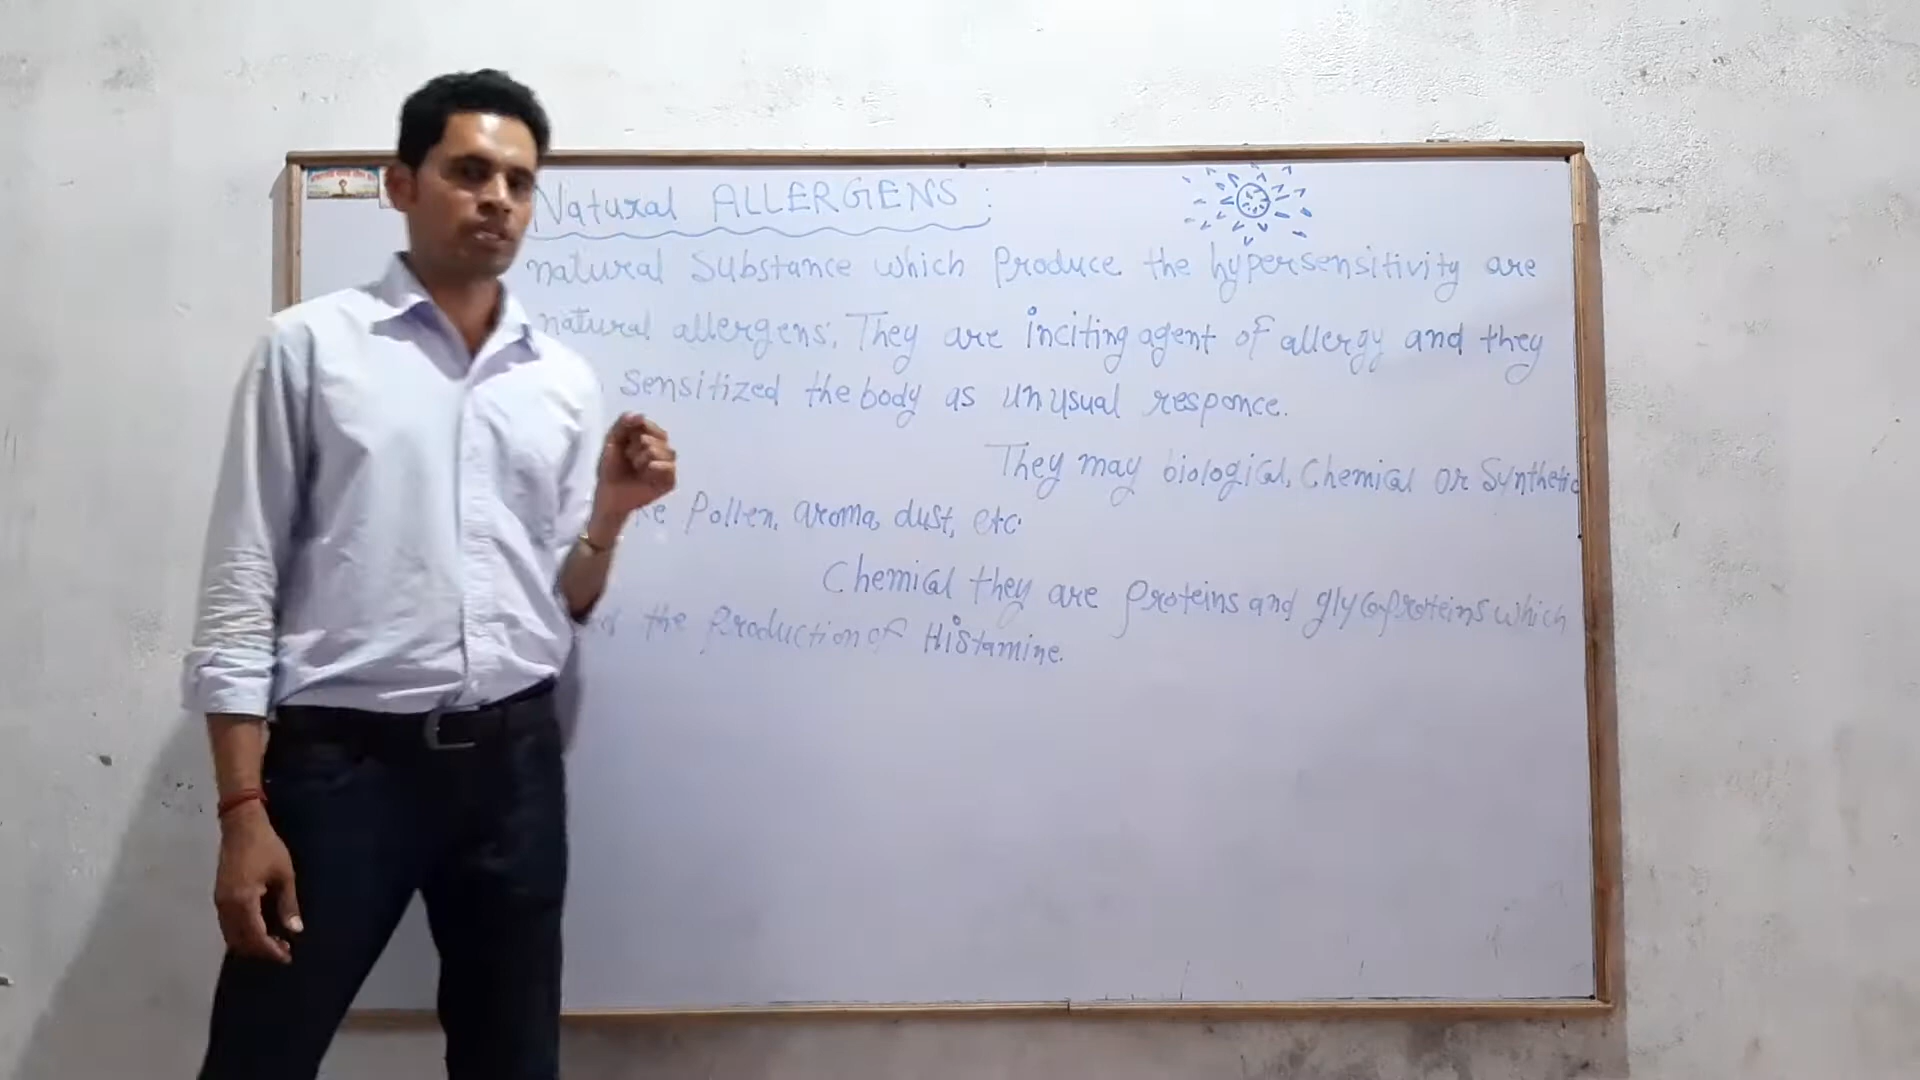 Natural ALLERGENS :
natural Substance which Produce the hypersensitivity are
natural allergens; They are inciting agent of allergy and they
sensitized the body as unusual responce.
They may biological, Chemical or Synthetic
Pollen, aroma, dust, etc.
Chemical they are proteins and glycoproteins which
the Production of Histamine.